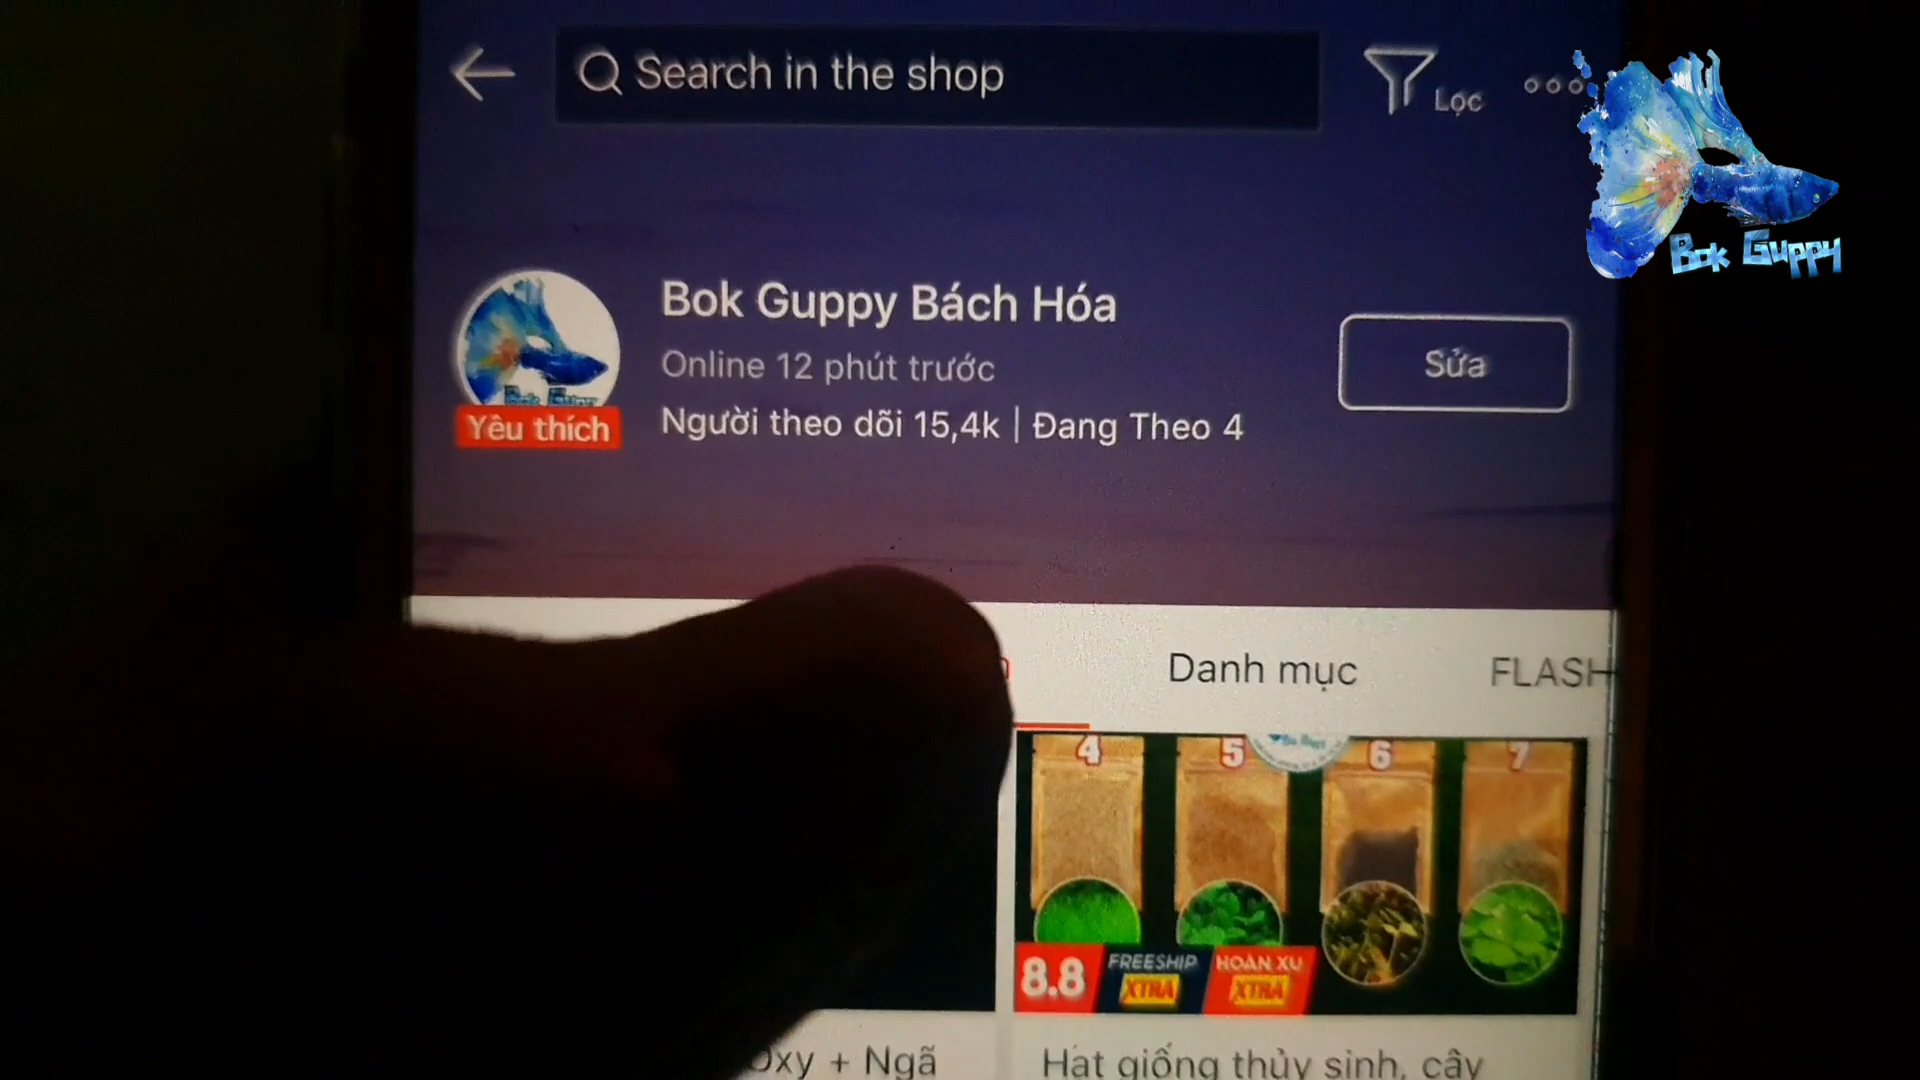 Search in the shop
Lọc
Bok Guppy
Bok Guppy Bách Hóa
Online 12 phút trước
Sửa
Bok Guppy
Yêu thích
Người theo dõi 15,4k | Đang Theo 4
Danh mục
FLASH
4 5 6 7
8.8
FREESHIP
XTRA
HOÀN XU
XTRA
Oxy + Ngã
Hạt giống thủy sinh, cây